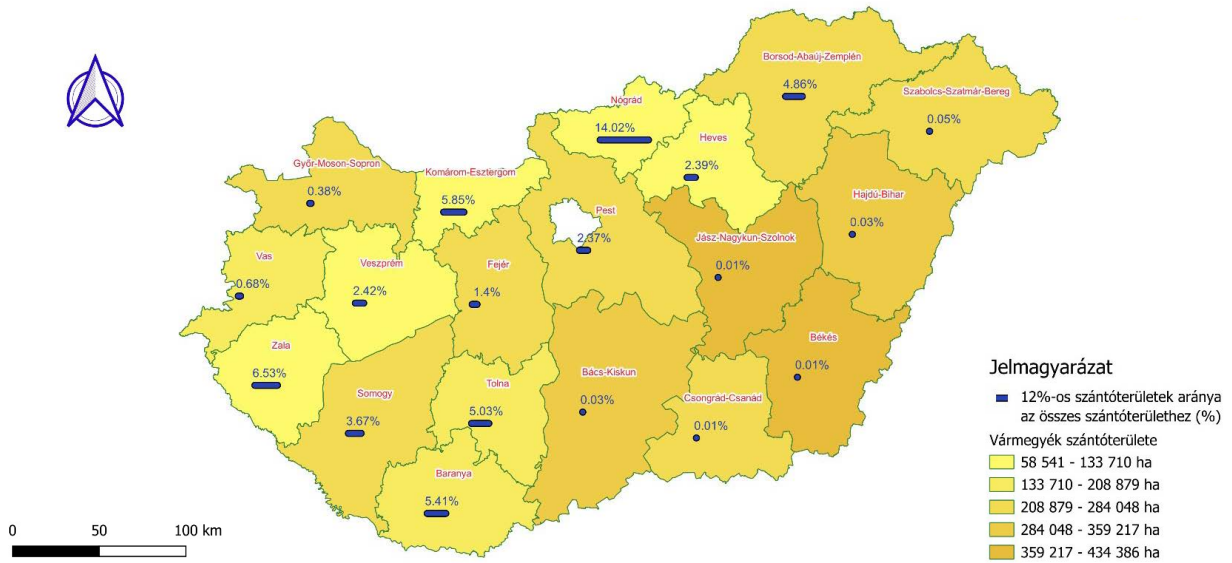 Borsod-Abaúj-Zemplén
4.86%
Szabolcs-Szatmár-Bereg
0.05%
Nógrád
14.02%
Heves
2.39%
Győr-Moson-Sopron
0.38%
Komárom-Esztergom
5.85%
Hajdú-Bihar
0.03%
Pest
2.37%
Jász-Nagykun-Szolnok
0.01%
Vas
0.68%
Veszprém
2.42%
Fejér
1.4%
Zala
6.53%
Somogy
3.67%
Tolna
5.03%
Bács-Kiskun
0.03%
Csongrád-Csanád
0.01%
Békés
0.01%
Baranya
5.41%
Jelmagyarázat
12%-os szántóterületek aránya
az összes szántóterülethez (%)
Vármegyék szántóterülete
58 541 - 133 710 ha
133 710 - 208 879 ha
208 879 - 284 048 ha
284 048 - 359 217 ha
359 217 - 434 386 ha
0 50 100 km